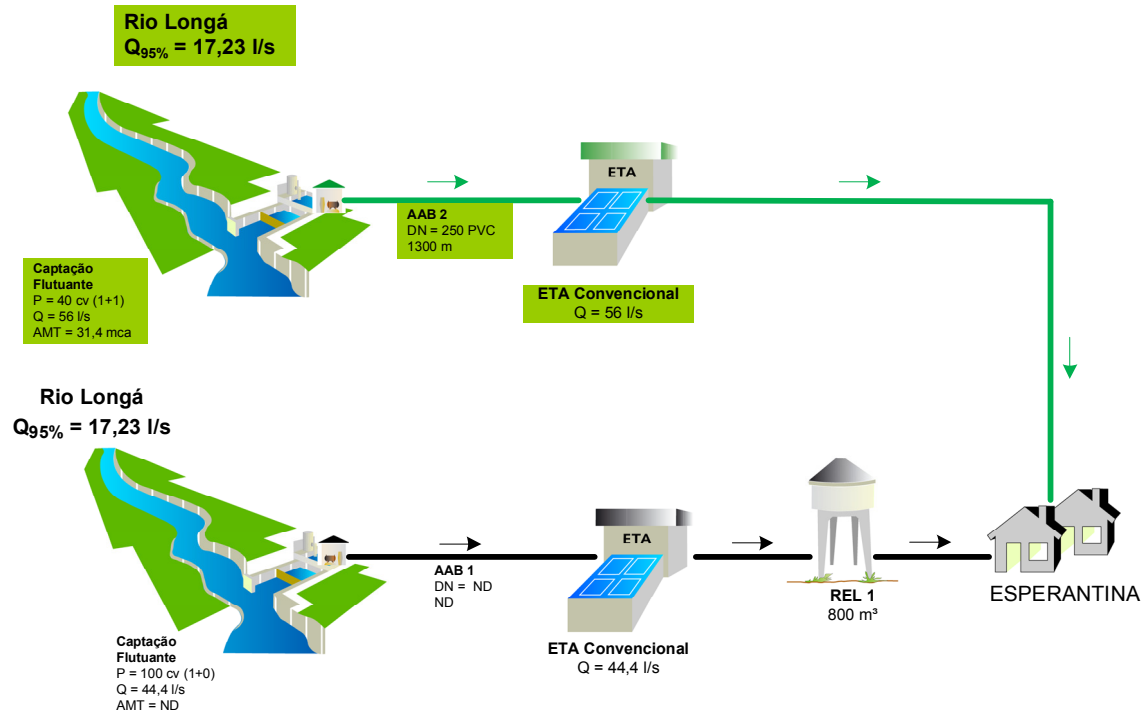 Rio Longá
Q95% = 17,23 l/s
ETA
AAB 2
DN = 250 PVC
1300 m
Captação
Flutuante
P = 40 cv (1+1)
Q = 56 l/s
AMT = 31,4 mca
ETA Convencional
Q = 56 l/s
Rio Longá
Q95% = 17,23 l/s
ETA
AAB 1
DN = ND
ND
REL 1
800 m³
ESPERANTINA
Captação
Flutuante
P = 100 cv (1+0)
Q = 44,4 l/s
AMT = ND
ETA Convencional
Q = 44,4 l/s